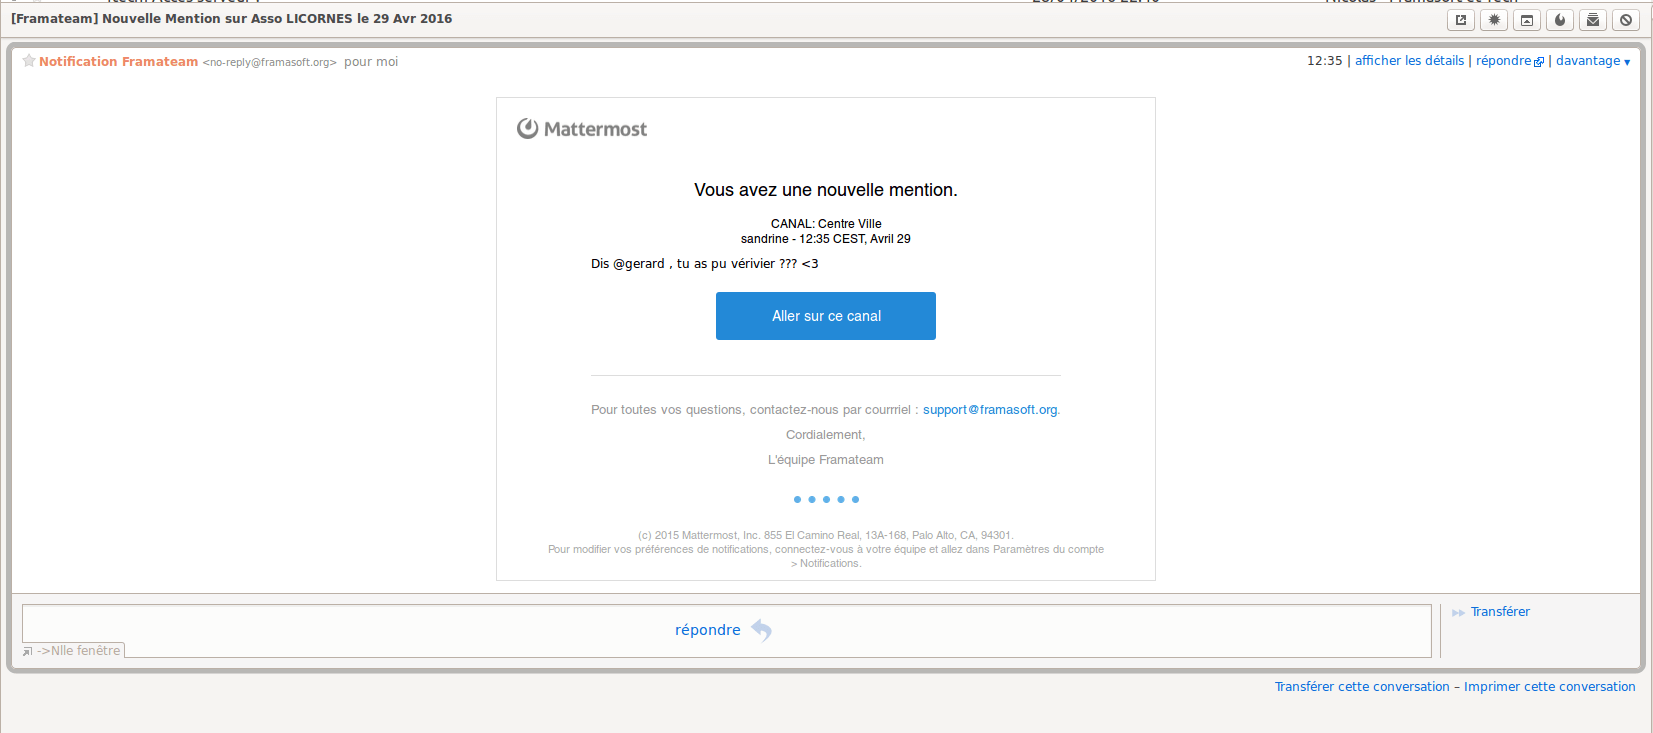 [Framateam] Nouvelle Mention sur Asso LICORNES le 29 Avr 2016
Notification Framateam <no-reply@framasoft.org> pour moi
12:35 | afficher les détails | répondre | davantage ▾
Mattermost
Vous avez une nouvelle mention.
CANAL: Centre Ville
sandrine - 12:35 CEST, Avril 29
Dis @gerard , tu as pu vérivier ??? <3
Aller sur ce canal
Pour toutes vos questions, contactez-nous par courrriel : support@framasoft.org.
Cordialement,
L'équipe Framateam
(c) 2015 Mattermost, Inc. 855 El Camino Real, 13A-168, Palo Alto, CA, 94301.
Pour modifier vos préférences de notifications, connectez-vous à votre équipe et allez dans Paramètres du compte
> Notifications.
répondre
Transférer
->Nlle fenêtre
Transférer cette conversation – Imprimer cette conversation